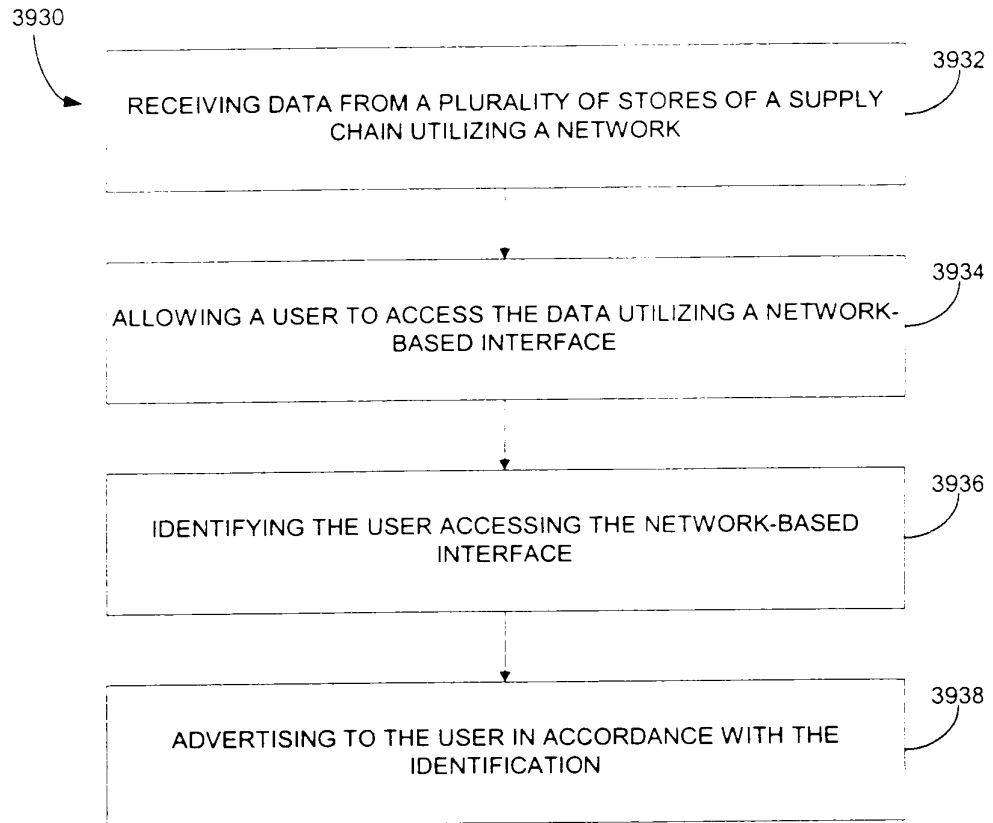 3930
3932
RECEIVING DATA FROM A PLURALITY OF STORES OF A SUPPLY
CHAIN UTILIZING A NETWORK
3934
ALLOWING A USER TO ACCESS THE DATA UTILIZING A NETWORK-
BASED INTERFACE
3936
IDENTIFYING THE USER ACCESSING THE NETWORK-BASED
INTERFACE
3938
ADVERTISING TO THE USER IN ACCORDANCE WITH THE
IDENTIFICATION